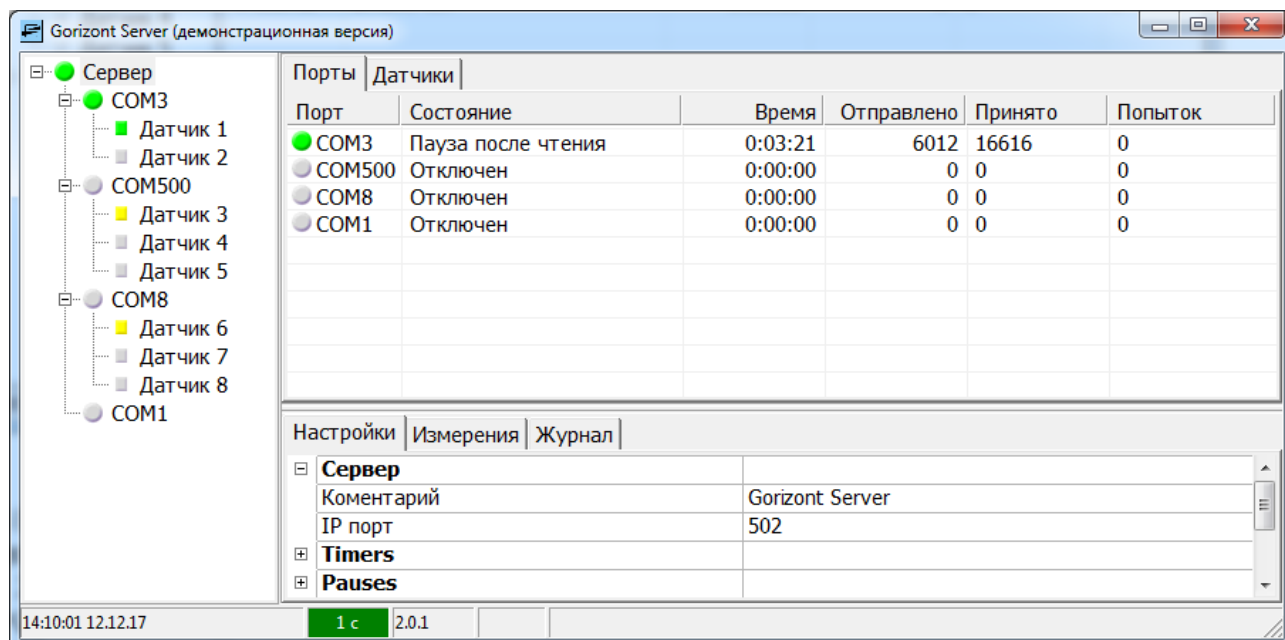 Gorizont Server (демонстрационная версия)
Сервер
COM3
Датчик 1
Датчик 2
COM500
Датчик 3
Датчик 4
Датчик 5
COM8
Датчик 6
Датчик 7
Датчик 8
COM1
Порты Датчики
Порт Состояние Время Отправлено Принято Попыток
COM3 Пауза после чтения 0:03:21 6012 16616 0
COM500 Отключен 0:00:00 0 0 0
COM8 Отключен 0:00:00 0 0 0
COM1 Отключен 0:00:00 0 0 0
Настройки Измерения Журнал
Сервер
Коментарий Gorizont Server
IP порт 502
Timers
Pauses
14:10:01 12.12.17 1 с 2.0.1